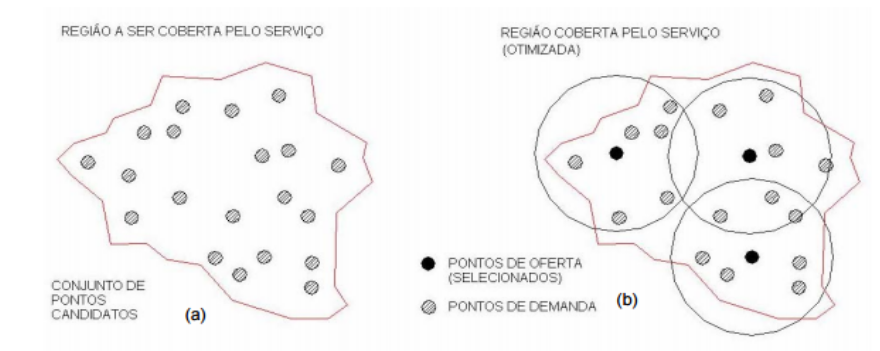 REGIÃO A SER COBERTA PELO SERVIÇO
CONJUNTO DE
PONTOS
CANDIDATOS
(a)
REGIÃO COBERTA PELO SERVIÇO
(OTIMIZADA)
PONTOS DE OFERTA
(SELECIONADOS)
PONTOS DE DEMANDA
(b)